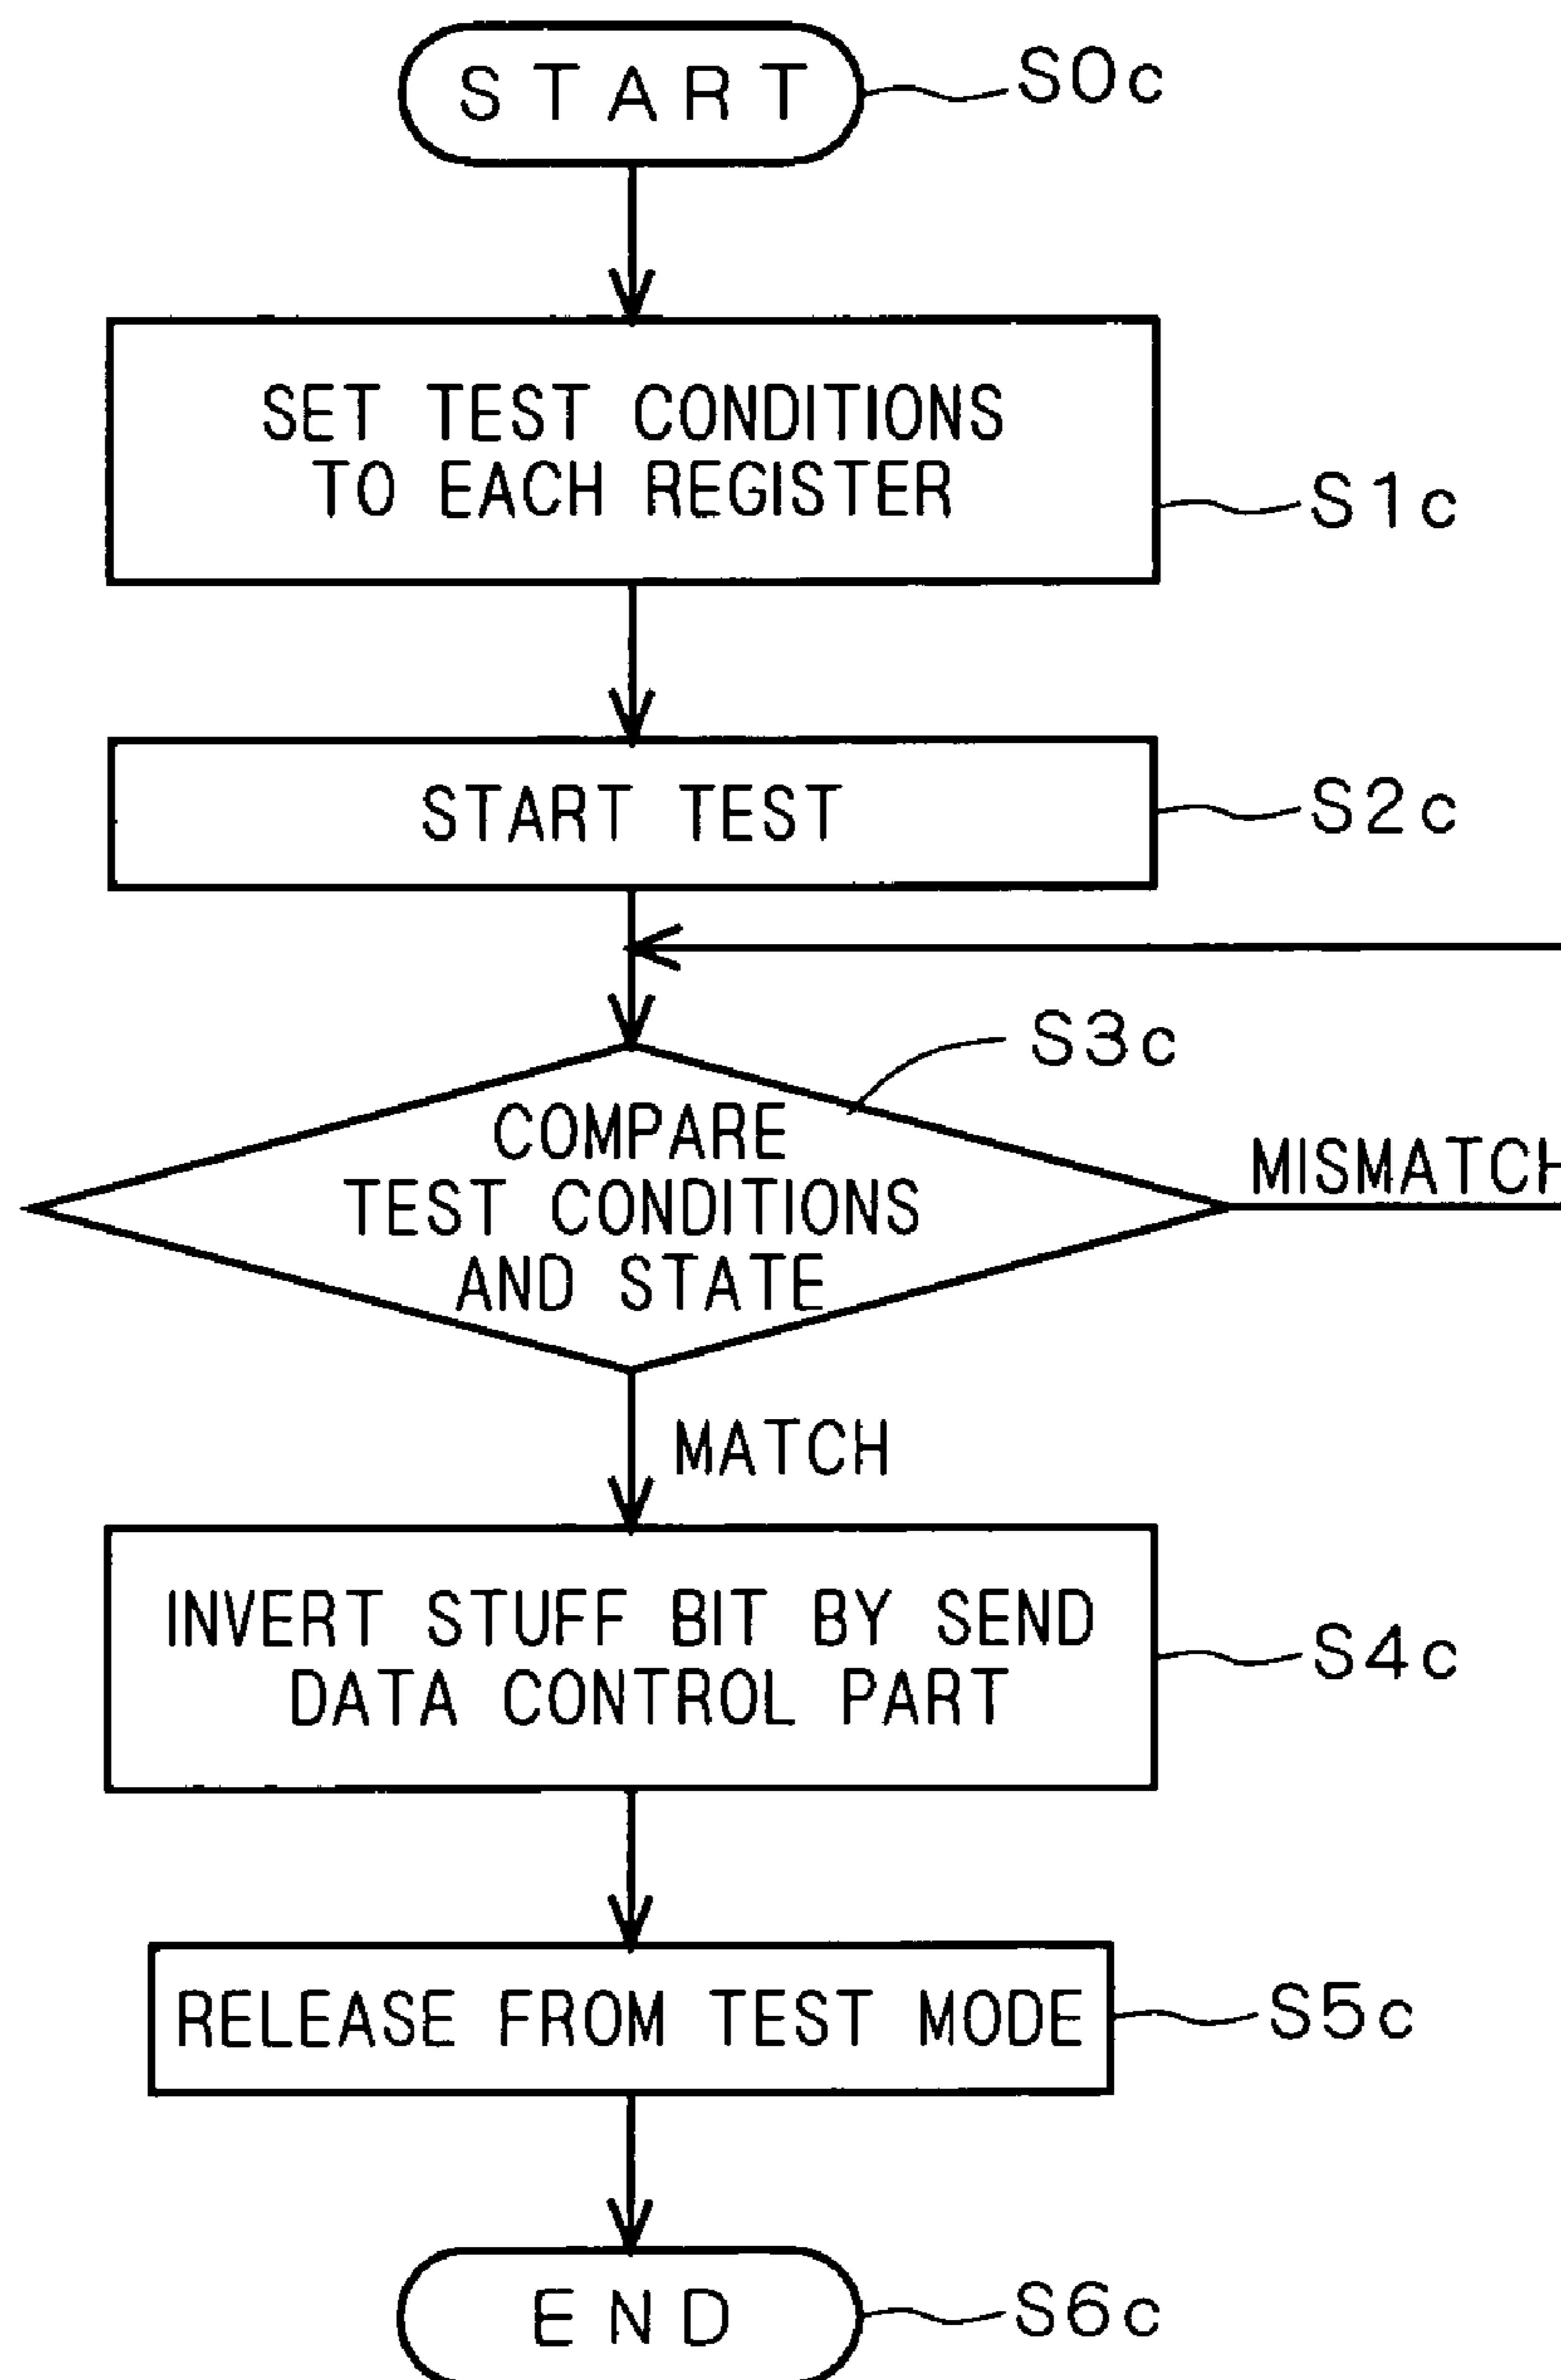 START
S0c
SET TEST CONDITIONS
TO EACH REGISTER
S1c
START TEST
S2c
S3c
COMPARE
TEST CONDITIONS
AND STATE
MISMATCH
MATCH
INVERT STUFF BIT BY SEND
DATA CONTROL PART
S4c
RELEASE FROM TEST MODE
S5c
END
S6c